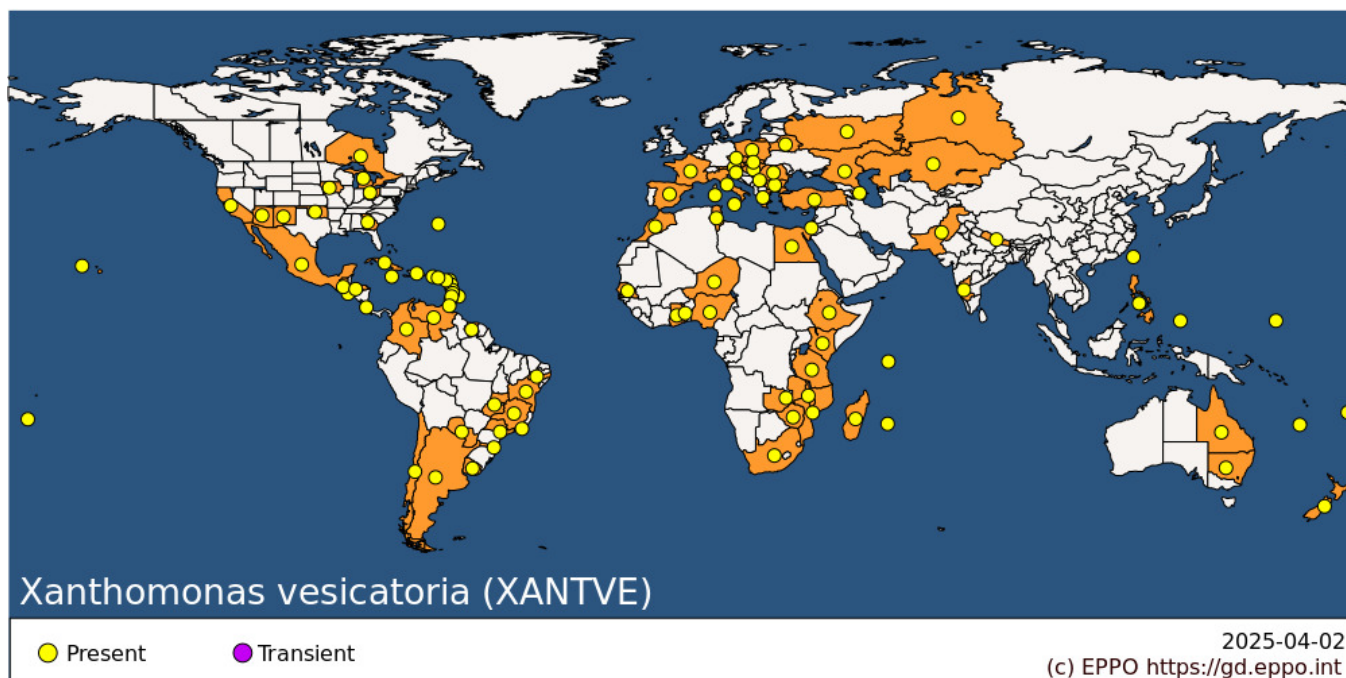 Xanthomonas vesicatoria (XANTVE)
Present
Transient
2025-04-02
(c) EPPO https://gd.eppo.int